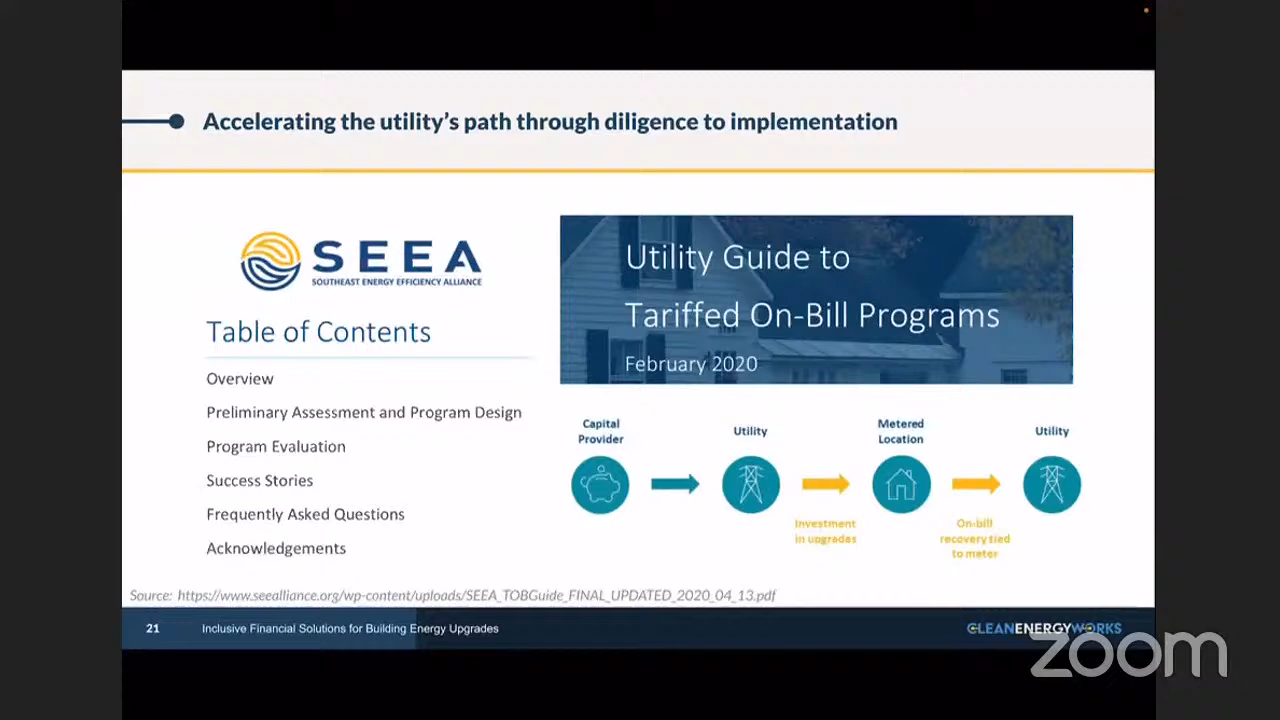 Accelerating the utility's path through diligence to implementation
SEEA
SOUTHEAST ENERGY EFFICIENCY ALLIANCE
Table of Contents
Overview
Preliminary Assessment and Program Design
Program Evaluation
Success Stories
Frequently Asked Questions
Acknowledgements
Utility Guide to
Tariffed On-Bill Programs
February 2020
Capital
Provider
Utility
Metered
Location
Utility
Investment
in upgrades
On-bill
recovery tied
to meter
Source: https://www.seealliance.org/wp-content/uploads/SEEA_TOBGuide_FINAL_UPDATED_2020_04_13.pdf
21
Inclusive Financial Solutions for Building Energy Upgrades
CLEANENERGYWORKS
zoom